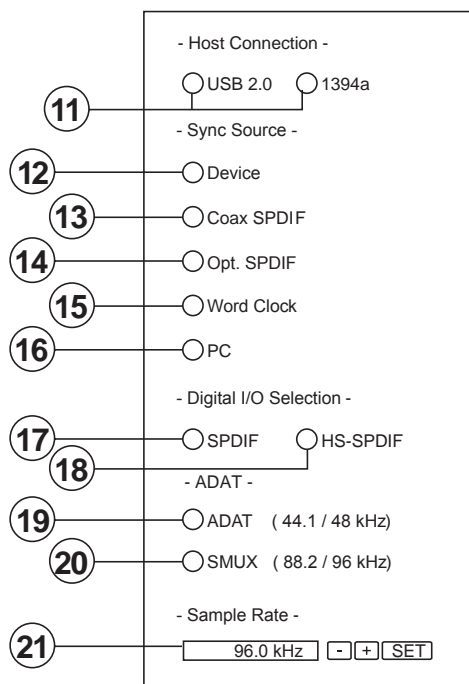 - Host Connection -
USB 2.0 1394a
11
- Sync Source -
12 Device
13 Coax SPDIF
14 Opt. SPDIF
15 Word Clock
16 PC
- Digital I/O Selection -
17 SPDIF HS-SPDIF
18
- ADAT -
19 ADAT ( 44.1 / 48 kHz)
20 SMUX ( 88.2 / 96 kHz)
- Sample Rate -
21 96.0 kHz - + SET